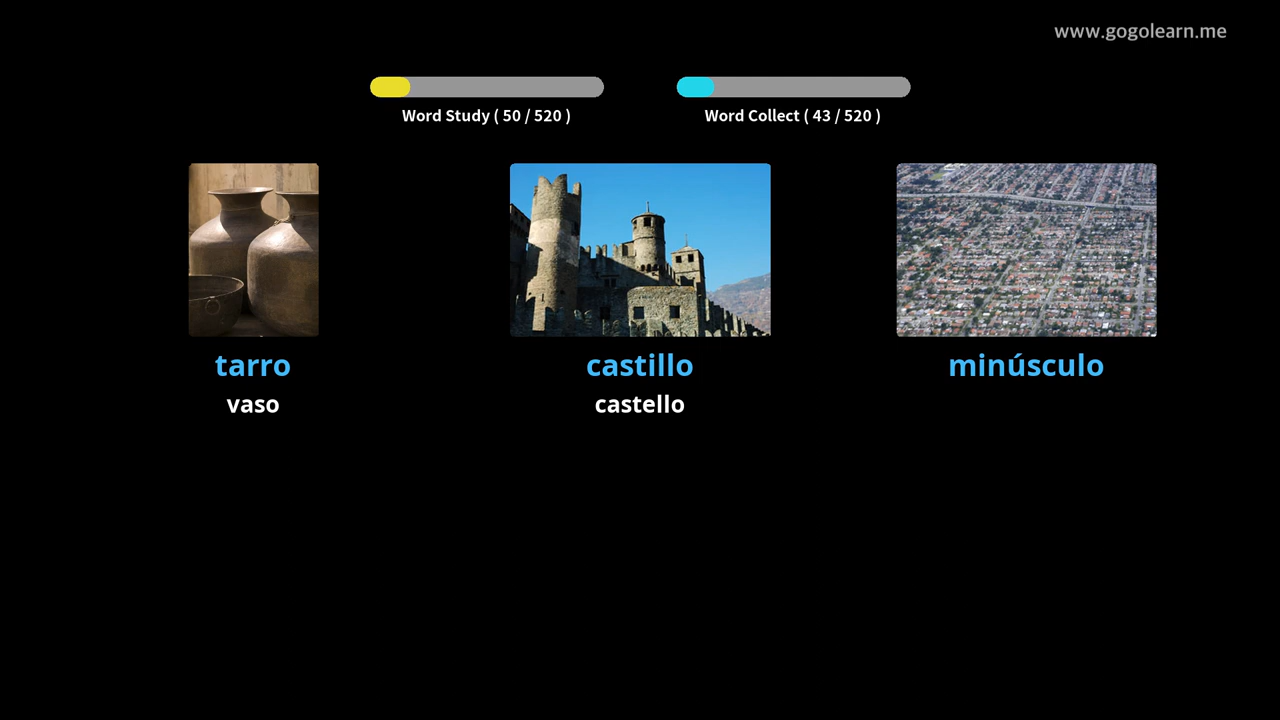 www.gogolearn.me
Word Study ( 50 / 520 )
Word Collect ( 43 / 520 )
tarro
vaso
castillo
castello
minúsculo